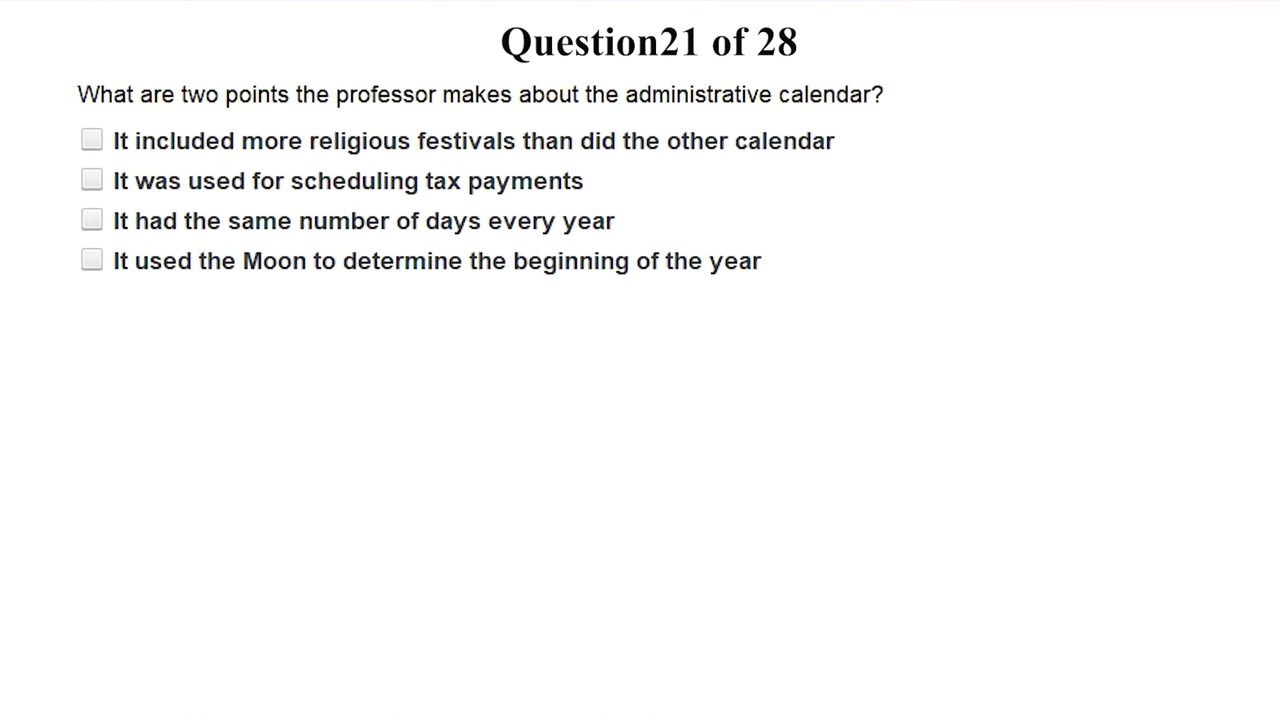 Question21 of 28
What are two points the professor makes about the administrative calendar?
It included more religious festivals than did the other calendar
It was used for scheduling tax payments
It had the same number of days every year
It used the Moon to determine the beginning of the year